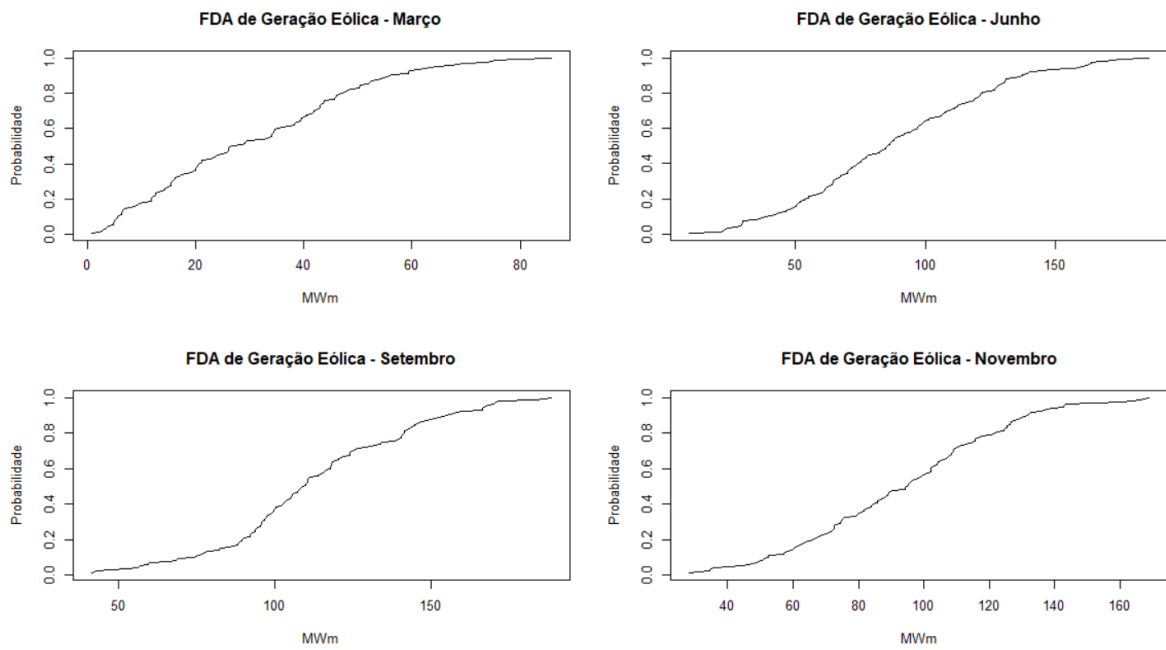 FDA de Geração Eólica - Março
Probabilidade
0.0 0.2 0.4 0.6 0.8 1.0
0 20 40 60 80
MWm
FDA de Geração Eólica - Junho
Probabilidade
0.0 0.2 0.4 0.6 0.8 1.0
50 100 150
MWm
FDA de Geração Eólica - Setembro
Probabilidade
0.0 0.2 0.4 0.6 0.8 1.0
50 100 150
MWm
FDA de Geração Eólica - Novembro
Probabilidade
0.0 0.2 0.4 0.6 0.8 1.0
40 60 80 100 120 140 160
MWm